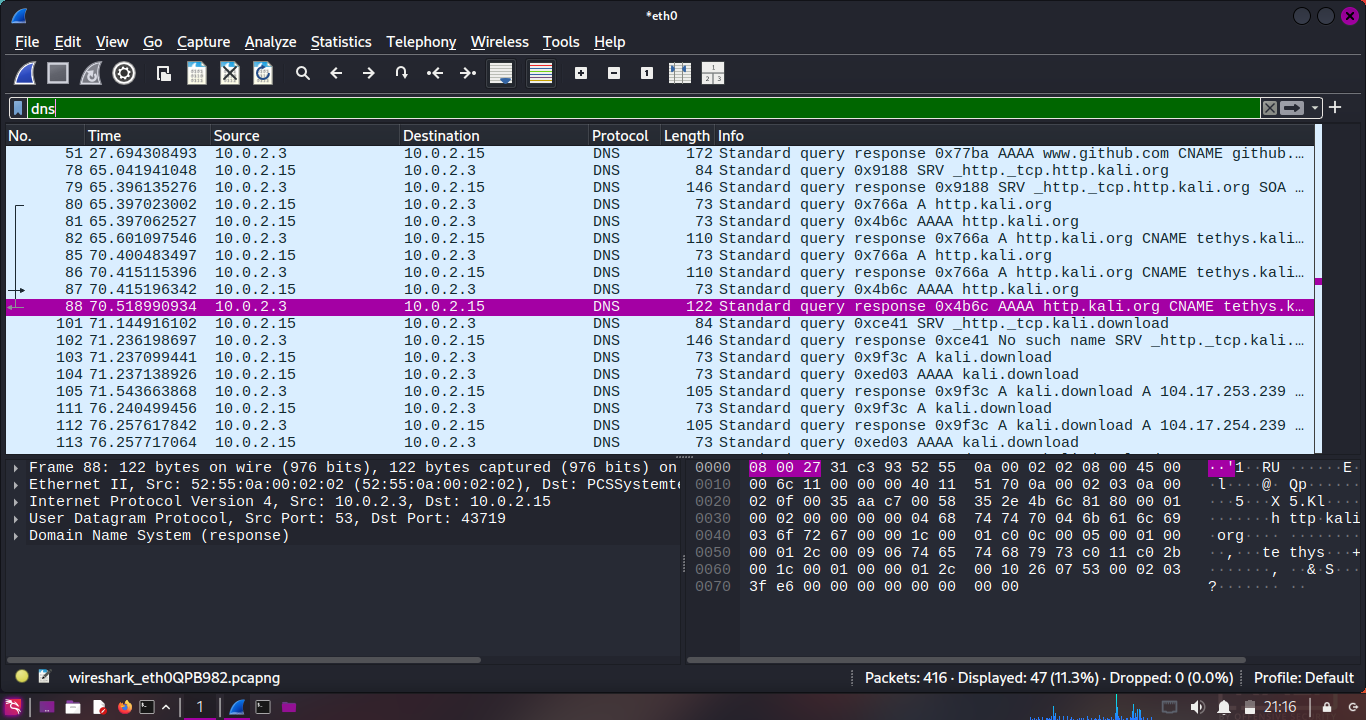 *eth0
File Edit View Go Capture Analyze Statistics Telephony Wireless Tools Help
dns
No. Time Source Destination Protocol Length Info
51 27.694308493 10.0.2.3 10.0.2.15 DNS 172 Standard query response 0x77ba AAAA www.github.com CNAME github.…
78 65.041941048 10.0.2.15 10.0.2.3 DNS 84 Standard query 0x9188 SRV _http._tcp.http.kali.org
79 65.396135276 10.0.2.3 10.0.2.15 DNS 146 Standard query response 0x9188 SRV _http._tcp.http.kali.org SOA …
80 65.397023002 10.0.2.15 10.0.2.3 DNS 73 Standard query 0x766a A http.kali.org
81 65.397062527 10.0.2.15 10.0.2.3 DNS 73 Standard query 0x4b6c AAAA http.kali.org
82 65.601097546 10.0.2.3 10.0.2.15 DNS 110 Standard query response 0x766a A http.kali.org CNAME tethys.kali…
85 70.400483497 10.0.2.15 10.0.2.3 DNS 73 Standard query 0x766a A http.kali.org
86 70.415115396 10.0.2.3 10.0.2.15 DNS 110 Standard query response 0x766a A http.kali.org CNAME tethys.kali…
87 70.415196342 10.0.2.15 10.0.2.3 DNS 73 Standard query 0x4b6c AAAA http.kali.org
88 70.518990934 10.0.2.3 10.0.2.15 DNS 122 Standard query response 0x4b6c AAAA http.kali.org CNAME tethys.k…
101 71.144916102 10.0.2.15 10.0.2.3 DNS 84 Standard query 0xce41 SRV _http._tcp.kali.download
102 71.236198697 10.0.2.3 10.0.2.15 DNS 146 Standard query response 0xce41 No such name SRV _http._tcp.kali.…
103 71.237099441 10.0.2.15 10.0.2.3 DNS 73 Standard query 0x9f3c A kali.download
104 71.237138926 10.0.2.15 10.0.2.3 DNS 73 Standard query 0xed03 AAAA kali.download
105 71.543663868 10.0.2.3 10.0.2.15 DNS 105 Standard query response 0x9f3c A kali.download A 104.17.253.239 …
111 76.240499456 10.0.2.15 10.0.2.3 DNS 73 Standard query 0x9f3c A kali.download
112 76.257617842 10.0.2.3 10.0.2.15 DNS 105 Standard query response 0x9f3c A kali.download A 104.17.254.239 …
113 76.257717064 10.0.2.15 10.0.2.3 DNS 73 Standard query 0xed03 AAAA kali.download
Frame 88: 122 bytes on wire (976 bits), 122 bytes captured (976 bits) on
Ethernet II, Src: 52:55:0a:00:02:02 (52:55:0a:00:02:02), Dst: PCSSystemte
Internet Protocol Version 4, Src: 10.0.2.3, Dst: 10.0.2.15
User Datagram Protocol, Src Port: 53, Dst Port: 43719
Domain Name System (response)
0000 08 00 27 31 c3 93 52 55 0a 00 02 02 08 00 45 00 ··'1··RU ······E·
0010 00 6c 11 00 00 00 40 11 51 70 0a 00 02 03 0a 00 ·l····@· Qp······
0020 02 0f 00 35 aa c7 00 58 35 2e 4b 6c 81 80 00 01 ···5···X 5.Kl····
0030 00 02 00 00 00 00 04 68 74 74 70 04 6b 61 6c 69 ·······h ttp·kali
0040 03 6f 72 67 00 00 1c 00 01 c0 0c 00 05 00 01 00 ·org···· ········
0050 00 01 2c 00 09 06 74 65 74 68 79 73 c0 11 c0 2b ··,···te thys···+
0060 00 1c 00 01 00 00 01 2c 00 10 26 07 53 00 02 03 ·······, ··&·S···
0070 3f e6 00 00 00 00 00 00 00 00 ?······· ··
wireshark_eth0QPB982.pcapng
Packets: 416 · Displayed: 47 (11.3%) · Dropped: 0 (0.0%)
Profile: Default
1
21:16